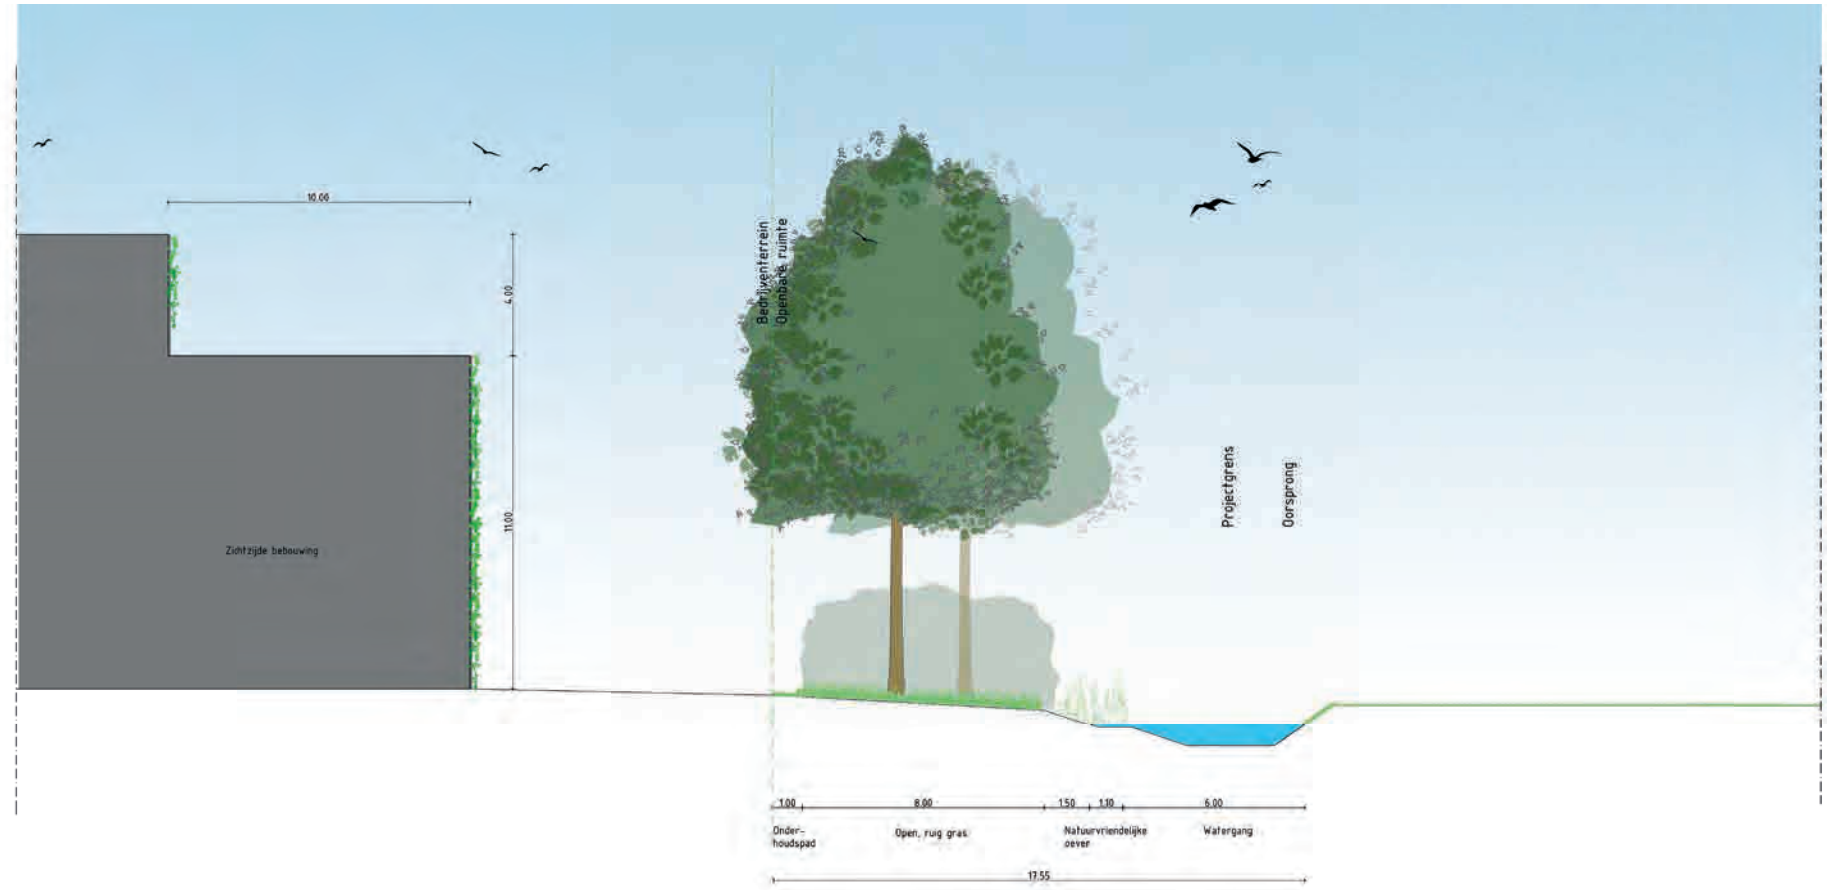 10.00
4.00
11.00
Bedrijventerrein
Openbare ruimte
Projectgrens
Oorsprong
Zichtzijde bebouwing
1.00
8.00
1.50
1.10
6.00
Onder-
houdspad
Open, ruig gras
Natuurvriendelijke
oever
Watergang
17.55